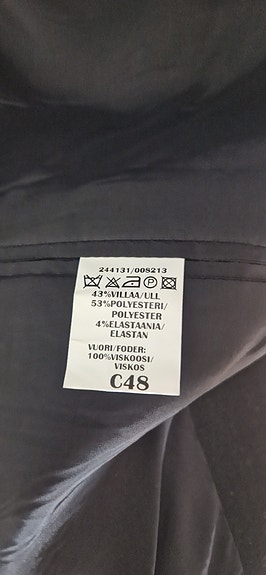 244131/008213
43%VILLAA/ULL
53%POLYESTERI/
POLYESTER
4%ELASTAANIA/
ELASTAN
VUORI/FODER:
100%VISKOOSI/
VISKOS
C48